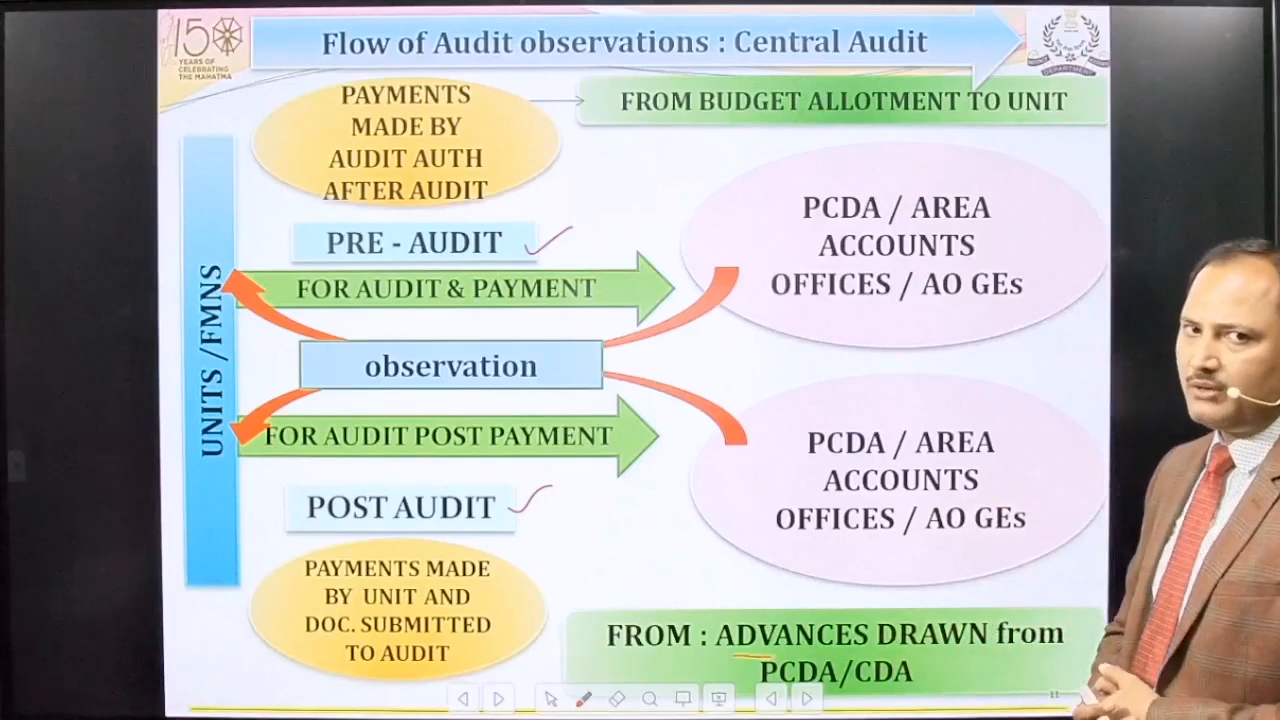 150
YEARS OF
CELEBRATING
THE MAHATMA
Flow of Audit observations : Central Audit
PAYMENTS
MADE BY
AUDIT AUTH
AFTER AUDIT
FROM BUDGET ALLOTMENT TO UNIT
UNITS /FMNS
PRE - AUDIT
FOR AUDIT & PAYMENT
PCDA / AREA
ACCOUNTS
OFFICES / AO GEs
observation
FOR AUDIT POST PAYMENT
PCDA / AREA
ACCOUNTS
OFFICES / AO GEs
POST AUDIT
PAYMENTS MADE
BY UNIT AND
DOC. SUBMITTED
TO AUDIT
FROM : ADVANCES DRAWN from
PCDA/CDA
11